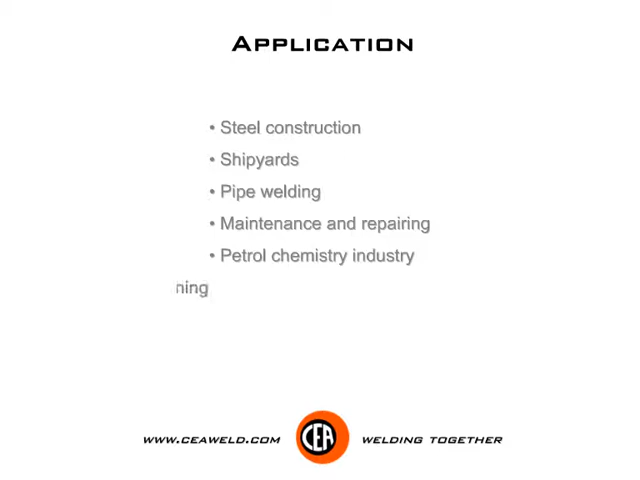 APPLICATION
• Steel construction
• Shipyards
• Pipe welding
• Maintenance and repairing
• Petrol chemistry industry
ning
WWW.CEAWELD.COM CEA WELDING TOGETHER